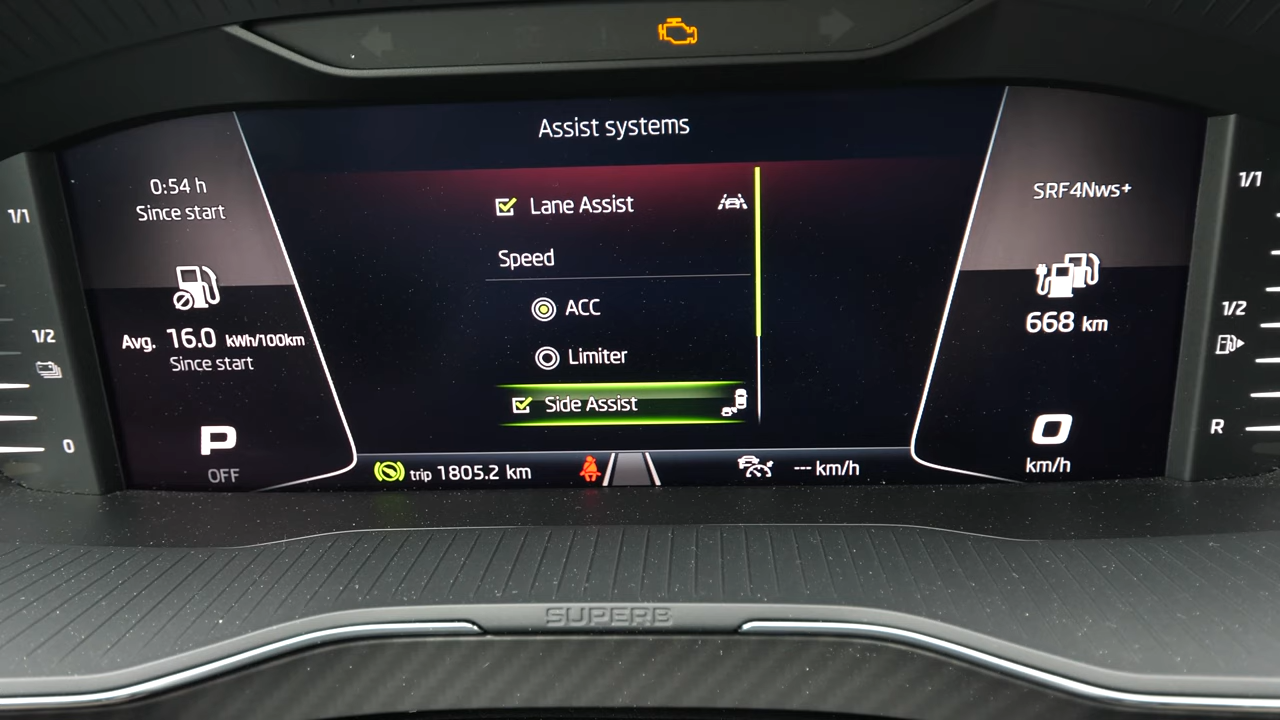 Assist systems
0:54 h
Since start
Avg. 16.0 kWh/100km
Since start
P
OFF
1/1
1/2
0
Lane Assist
Speed
ACC
Limiter
Side Assist
trip 1805.2 km
--- km/h
SRF4Nws+
668 km
0
km/h
1/1
1/2
R
SUPERB